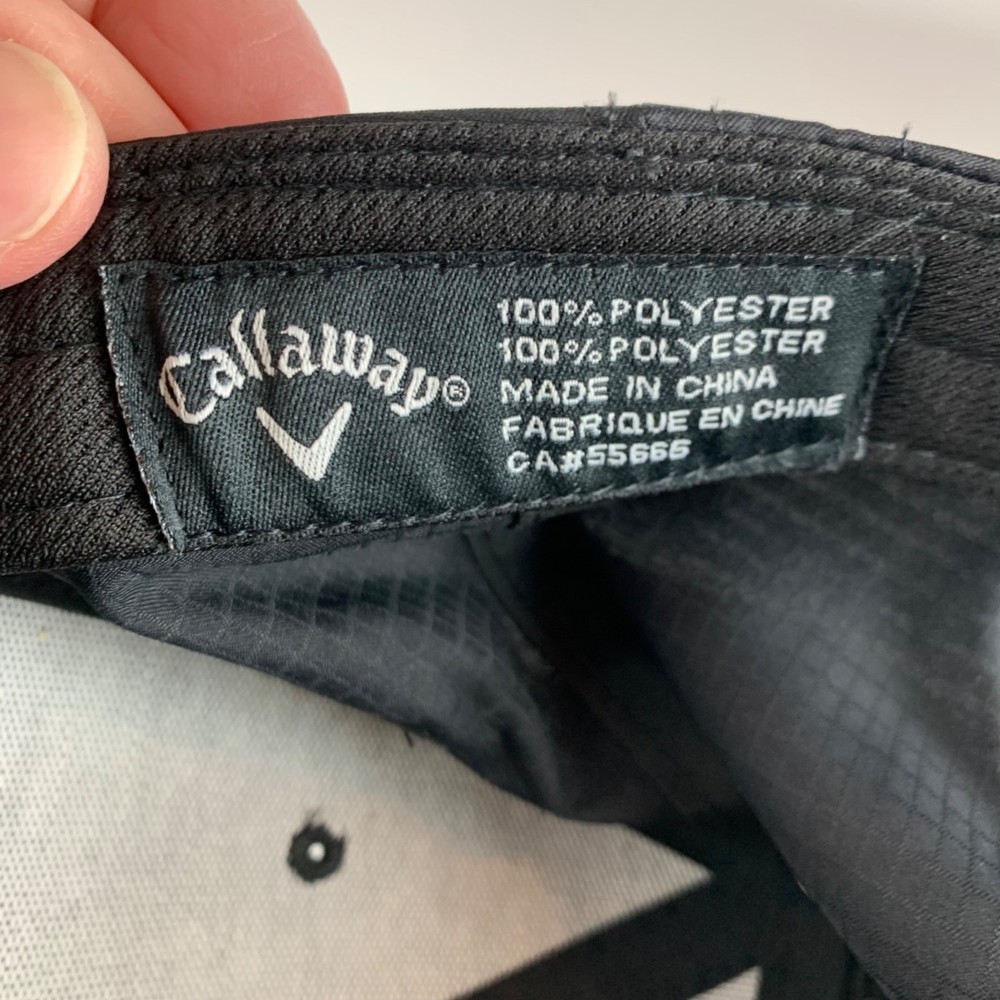 Callaway®
100% POLYESTER
100% POLYESTER
MADE IN CHINA
FABRIQUE EN CHINE
CA#55666